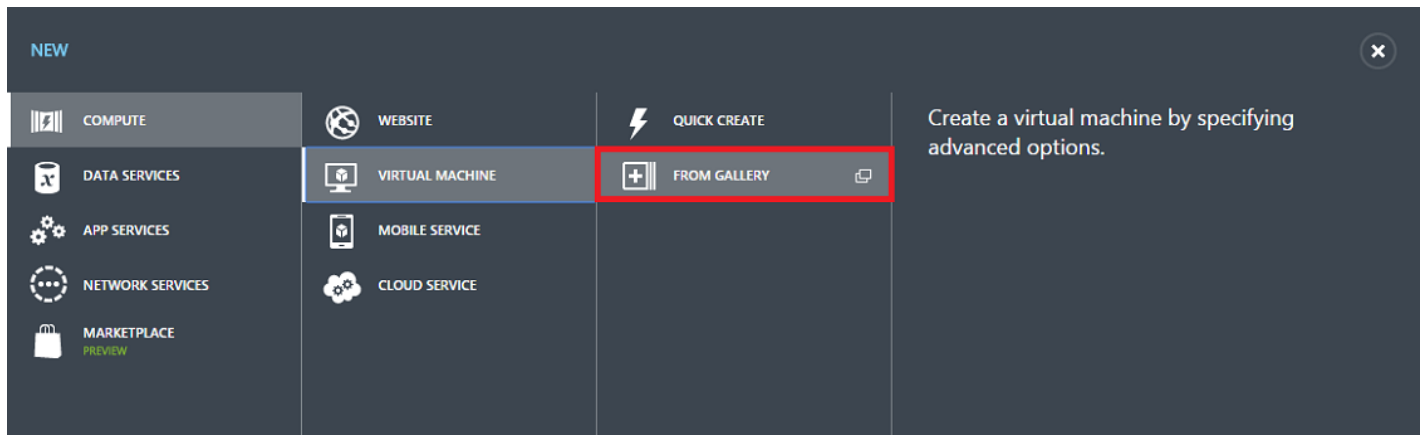 NEW
COMPUTE
DATA SERVICES
APP SERVICES
NETWORK SERVICES
MARKETPLACE
PREVIEW
WEBSITE
VIRTUAL MACHINE
MOBILE SERVICE
CLOUD SERVICE
QUICK CREATE
FROM GALLERY
Create a virtual machine by specifying
advanced options.